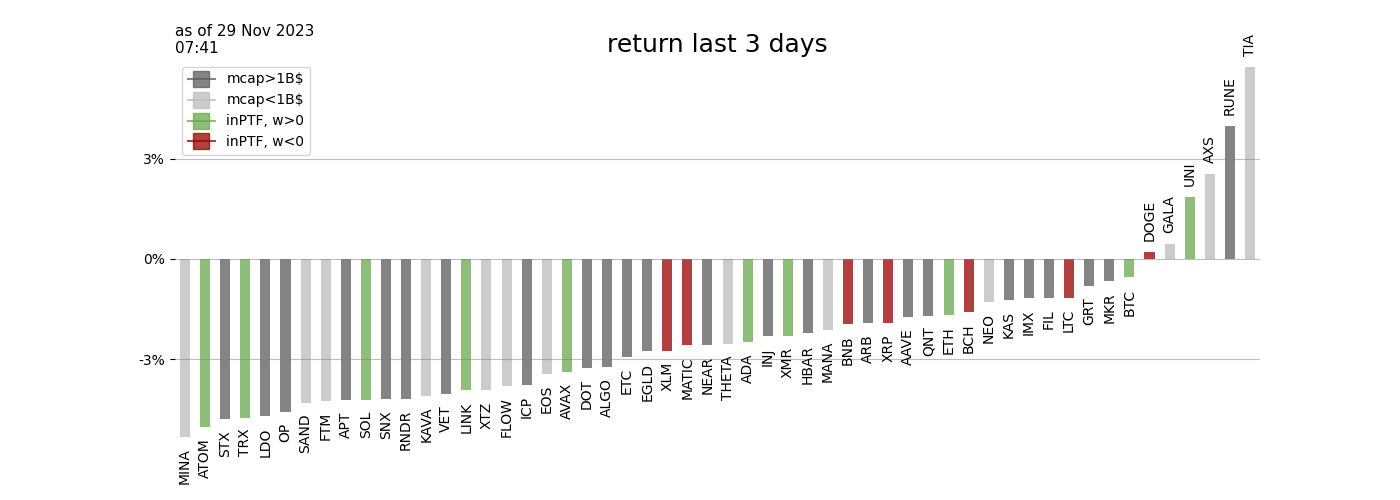 as of 29 Nov 2023
07:41
return last 3 days
mcap>1B$
mcap<1B$
inPTF, w>0
inPTF, w<0
3%
0%
-3%
MINA
ATOM
STX
TRX
LDO
OP
SAND
FTM
APT
SOL
SNX
RNDR
KAVA
VET
LINK
XTZ
FLOW
ICP
EOS
AVAX
DOT
ALGO
ETC
EGLD
XLM
MATIC
NEAR
THETA
ADA
INJ
XMR
HBAR
MANA
BNB
ARB
XRP
AAVE
QNT
ETH
BCH
NEO
KAS
IMX
FIL
LTC
GRT
MKR
BTC
DOGE
GALA
UNI
AXS
RUNE
TIA